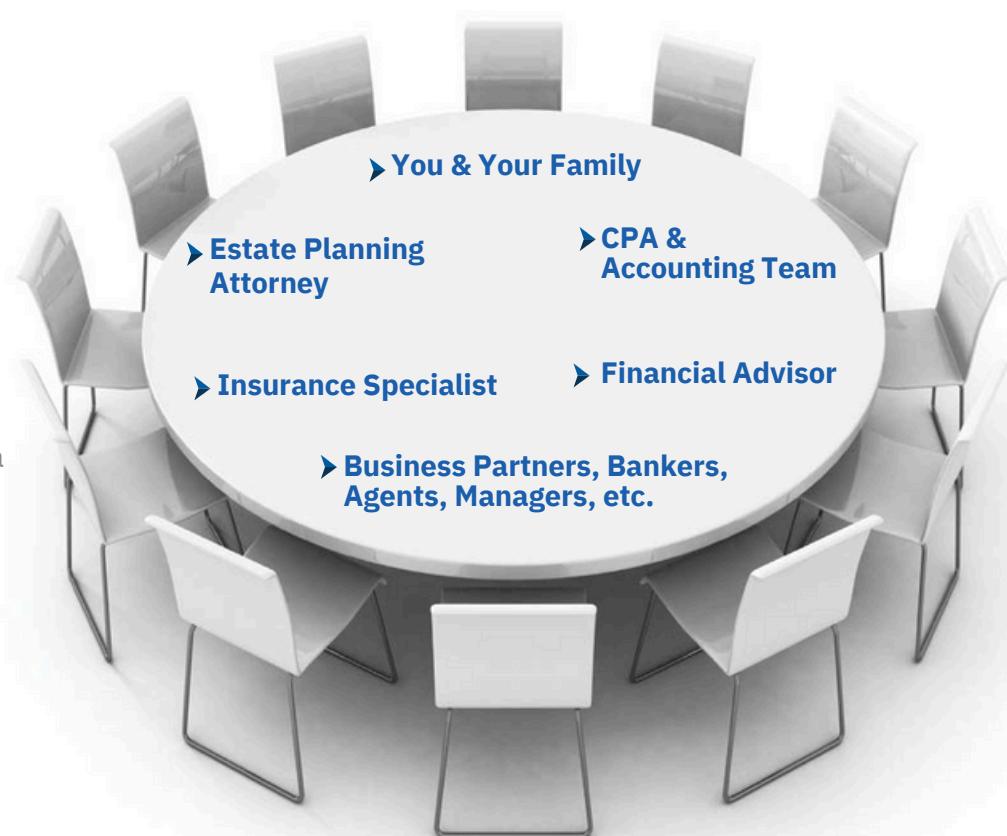 You & Your Family
Estate Planning
Attorney
CPA &
Accounting Team
Insurance Specialist
Financial Advisor
Business Partners, Bankers,
Agents, Managers, etc.